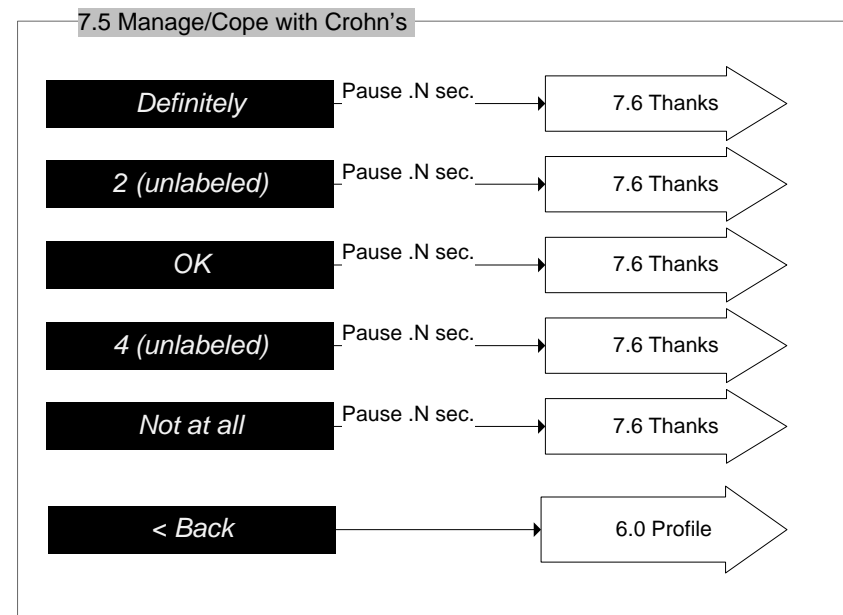 7.5 Manage/Cope with Crohn's
Definitely Pause .N sec. 7.6 Thanks
2 (unlabeled) Pause .N sec. 7.6 Thanks
OK Pause .N sec. 7.6 Thanks
4 (unlabeled) Pause .N sec. 7.6 Thanks
Not at all Pause .N sec. 7.6 Thanks
< Back 6.0 Profile